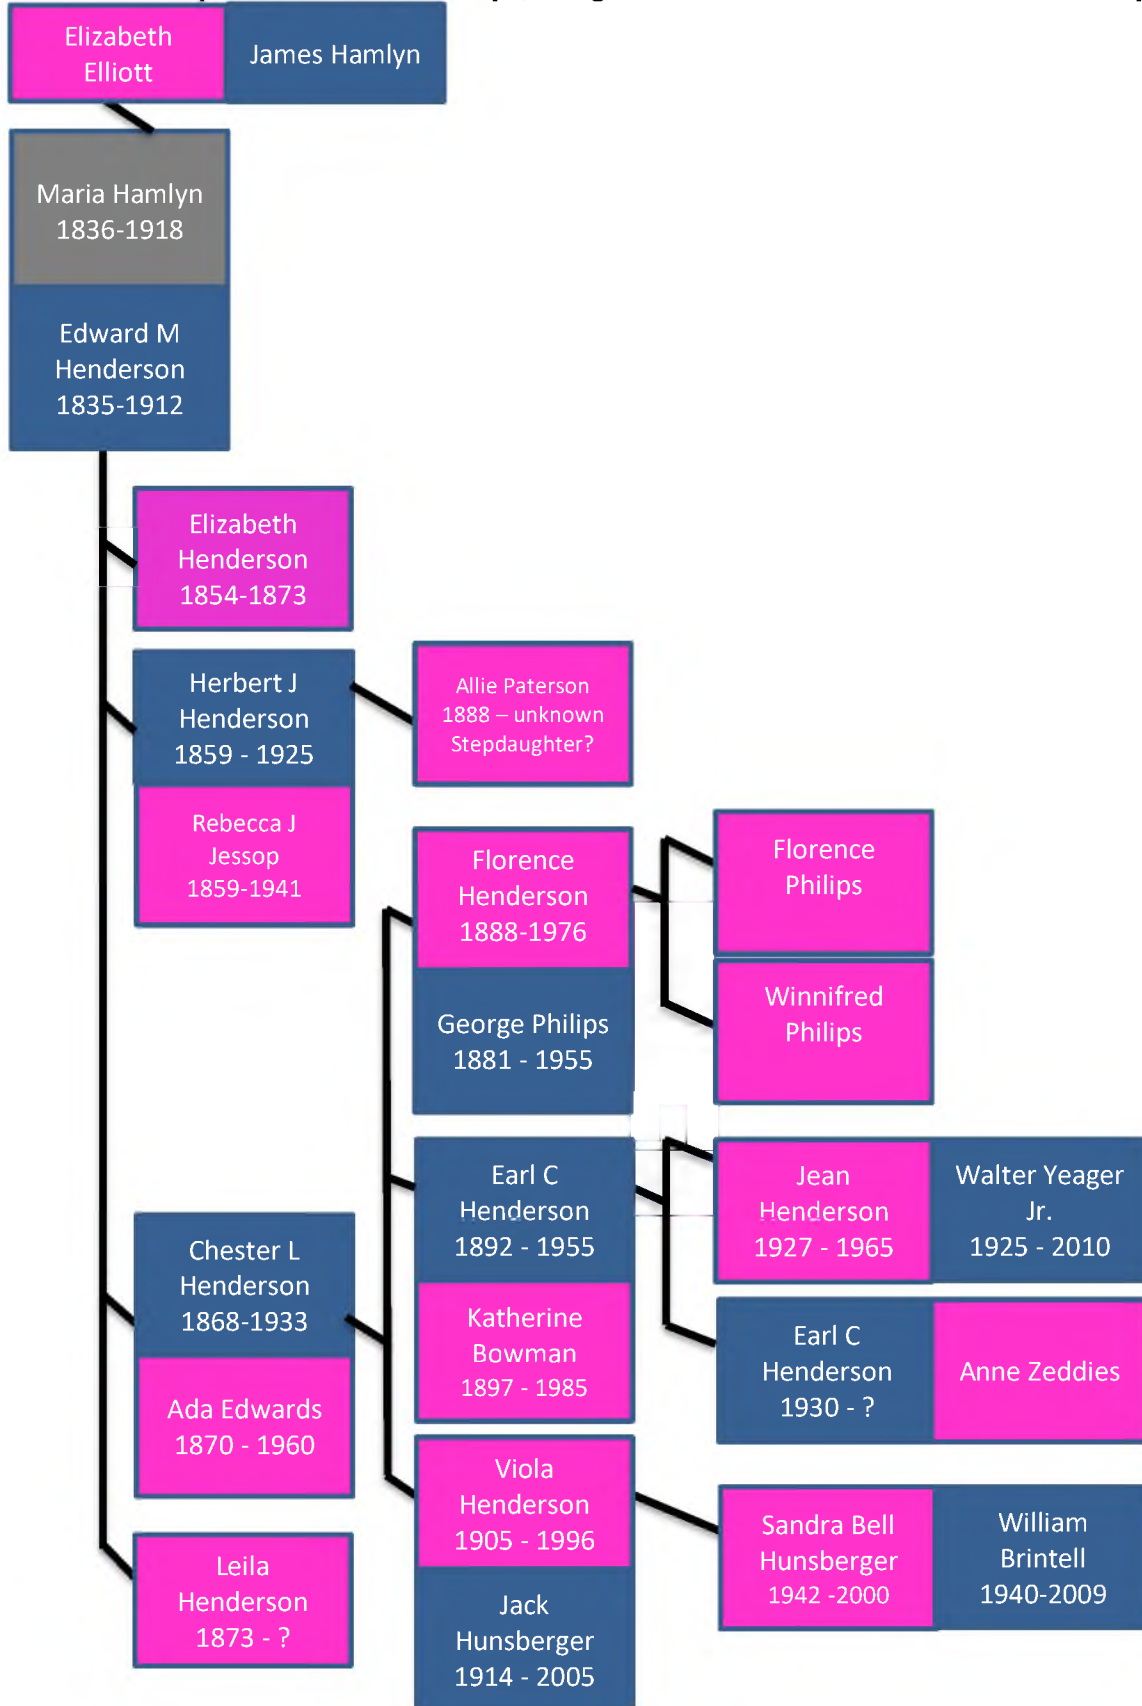 Elizabeth
Elliott
James Hamlyn
Maria Hamlyn
1836-1918
Edward M
Henderson
1835-1912
Elizabeth
Henderson
1854-1873
Herbert J
Henderson
1859 - 1925
Rebecca J
Jessop
1859-1941
Allie Paterson
1888 – unknown
Stepdaughter?
Florence
Henderson
1888-1976
George Philips
1881 - 1955
Florence
Philips
Winnifred
Philips
Chester L
Henderson
1868-1933
Ada Edwards
1870 - 1960
Earl C
Henderson
1892 - 1955
Katherine
Bowman
1897 - 1985
Jean
Henderson
1927 - 1965
Walter Yeager
Jr.
1925 - 2010
Earl C
Henderson
1930 - ?
Anne Zeddies
Viola
Henderson
1905 - 1996
Jack
Hunsberger
1914 - 2005
Sandra Bell
Hunsberger
1942 -2000
William
Brintell
1940-2009
Leila
Henderson
1873 - ?